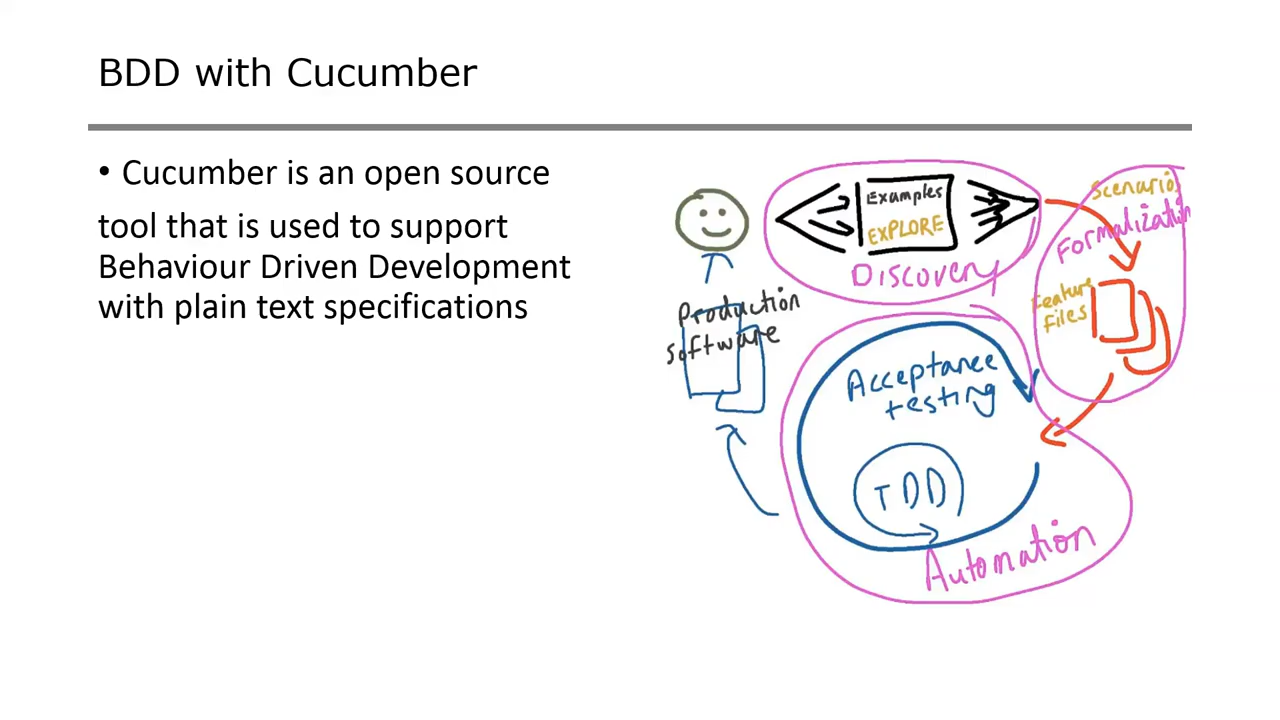 BDD with Cucumber
• Cucumber is an open source
tool that is used to support
Behaviour Driven Development
with plain text specifications
Examples
EXPLORE
Discovery
Scenario
Formalization
Feature
Files
Production
software
Acceptance
testing
TDD
Automation